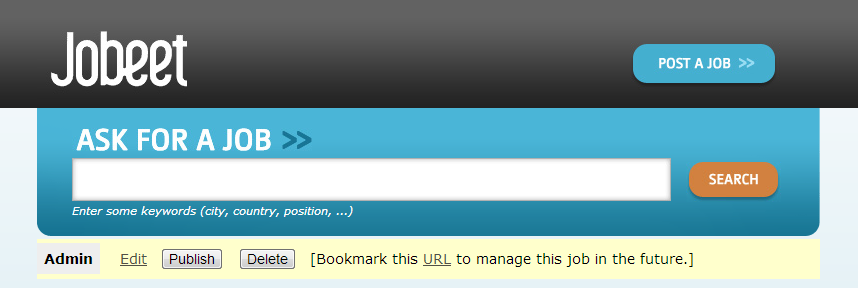 Jobeet
POST A JOB >>
ASK FOR A JOB >>
SEARCH
Enter some keywords (city, country, position, ...)
Admin Edit Publish Delete [Bookmark this URL to manage this job in the future.]